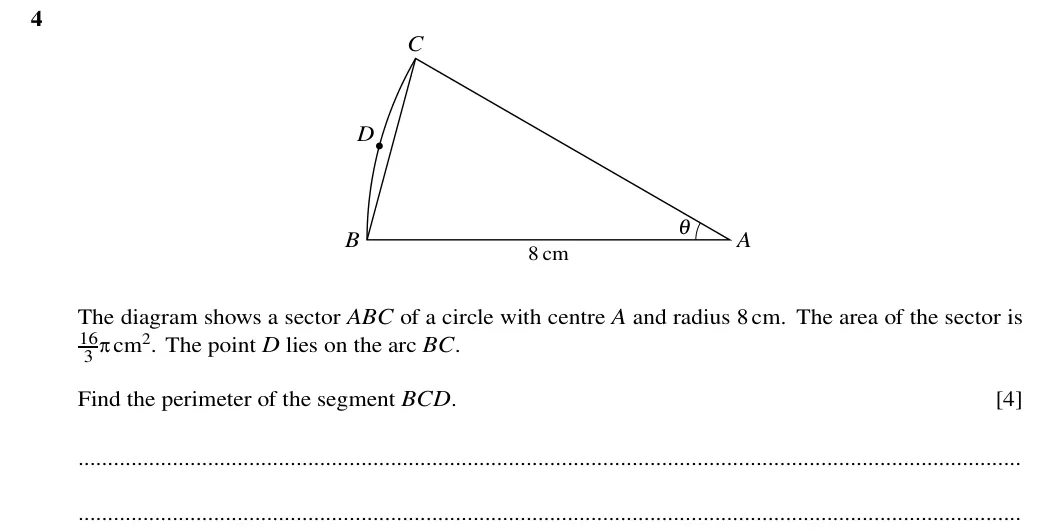 4
C
D
θ
B
A
8 cm
The diagram shows a sector ABC of a circle with centre A and radius 8 cm. The area of the sector is
16/3 π cm². The point D lies on the arc BC.
Find the perimeter of the segment BCD. [4]